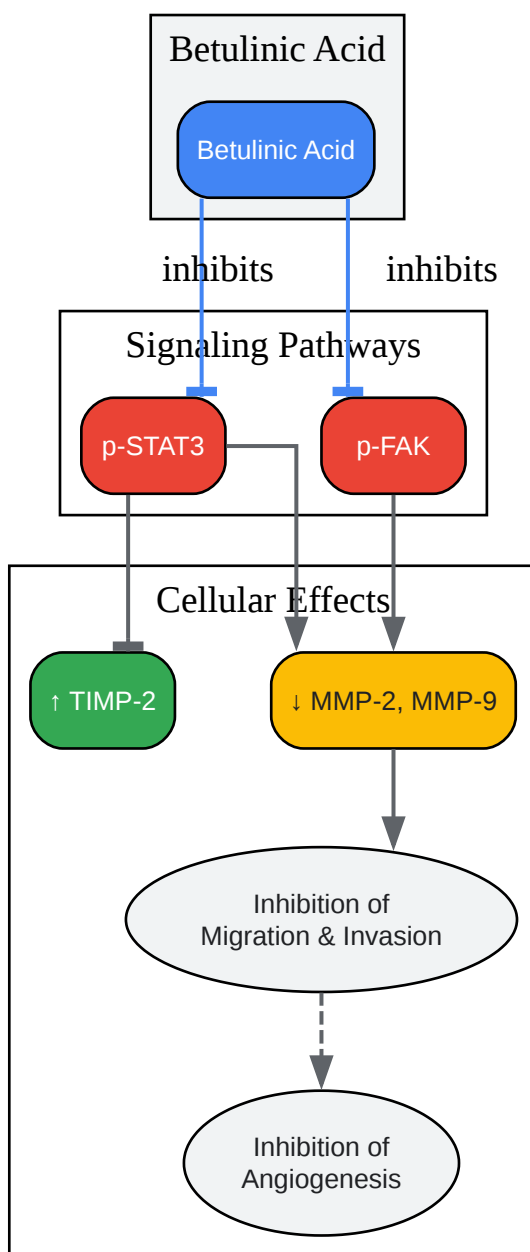 Betulinic Acid
Betulinic Acid
inhibits
inhibits
Signaling Pathways
p-STAT3
p-FAK
Cellular Effects
↑ TIMP-2
↓ MMP-2, MMP-9
Inhibition of
Migration & Invasion
Inhibition of
Angiogenesis